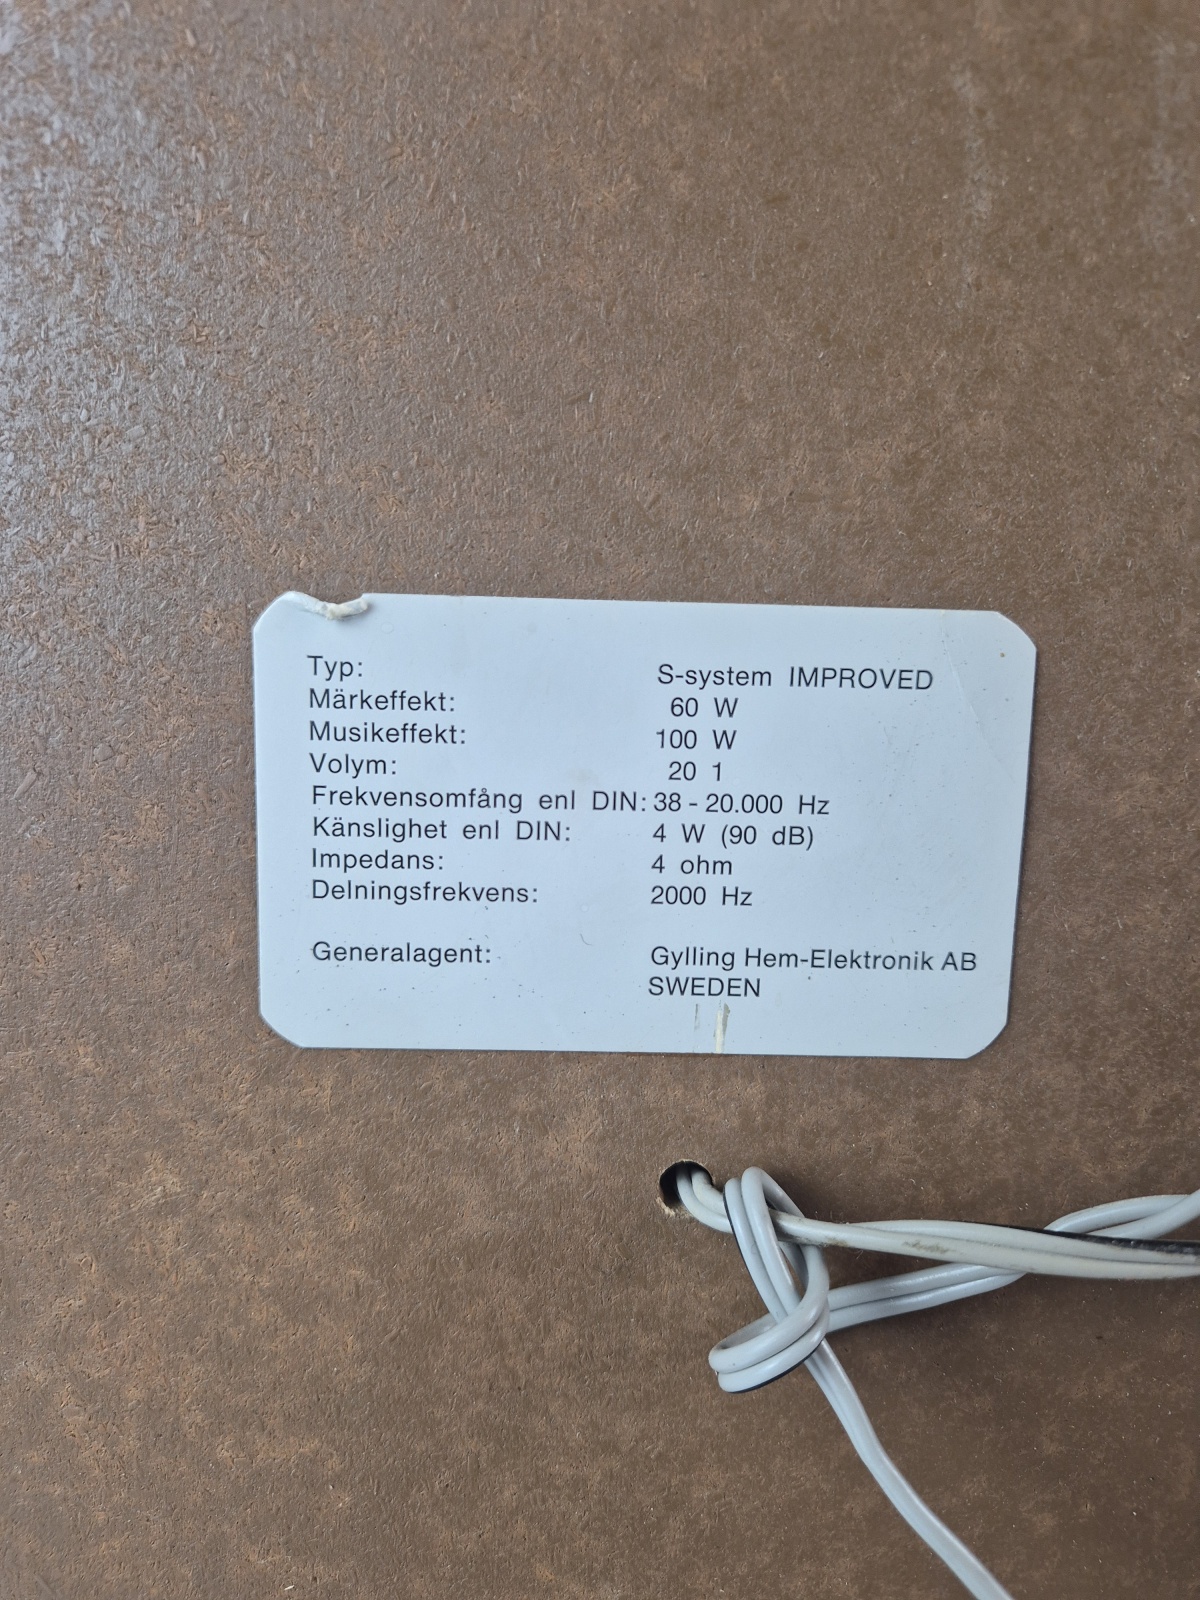 Typ: S-system IMPROVED
Märkeffekt: 60 W
Musikeffekt: 100 W
Volym: 20 1
Frekvensomfång enl DIN: 38 - 20.000 Hz
Känslighet enl DIN: 4 W (90 dB)
Impedans: 4 ohm
Delningsfrekvens: 2000 Hz
Generalagent: Gylling Hem-Elektronik AB
SWEDEN